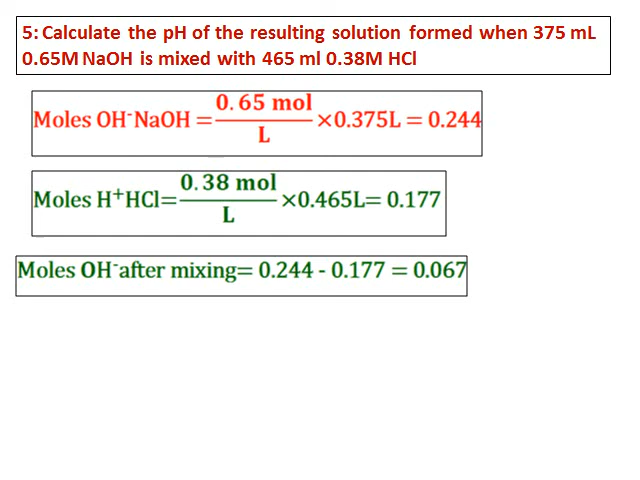 5: Calculate the pH of the resulting solution formed when 375 mL
0.65M NaOH is mixed with 465 ml 0.38M HCl
Moles OH⁻NaOH = 0.65 mol / L ×0.375L = 0.244
Moles H⁺HCl= 0.38 mol / L ×0.465L= 0.177
Moles OH⁻after mixing= 0.244 - 0.177 = 0.067